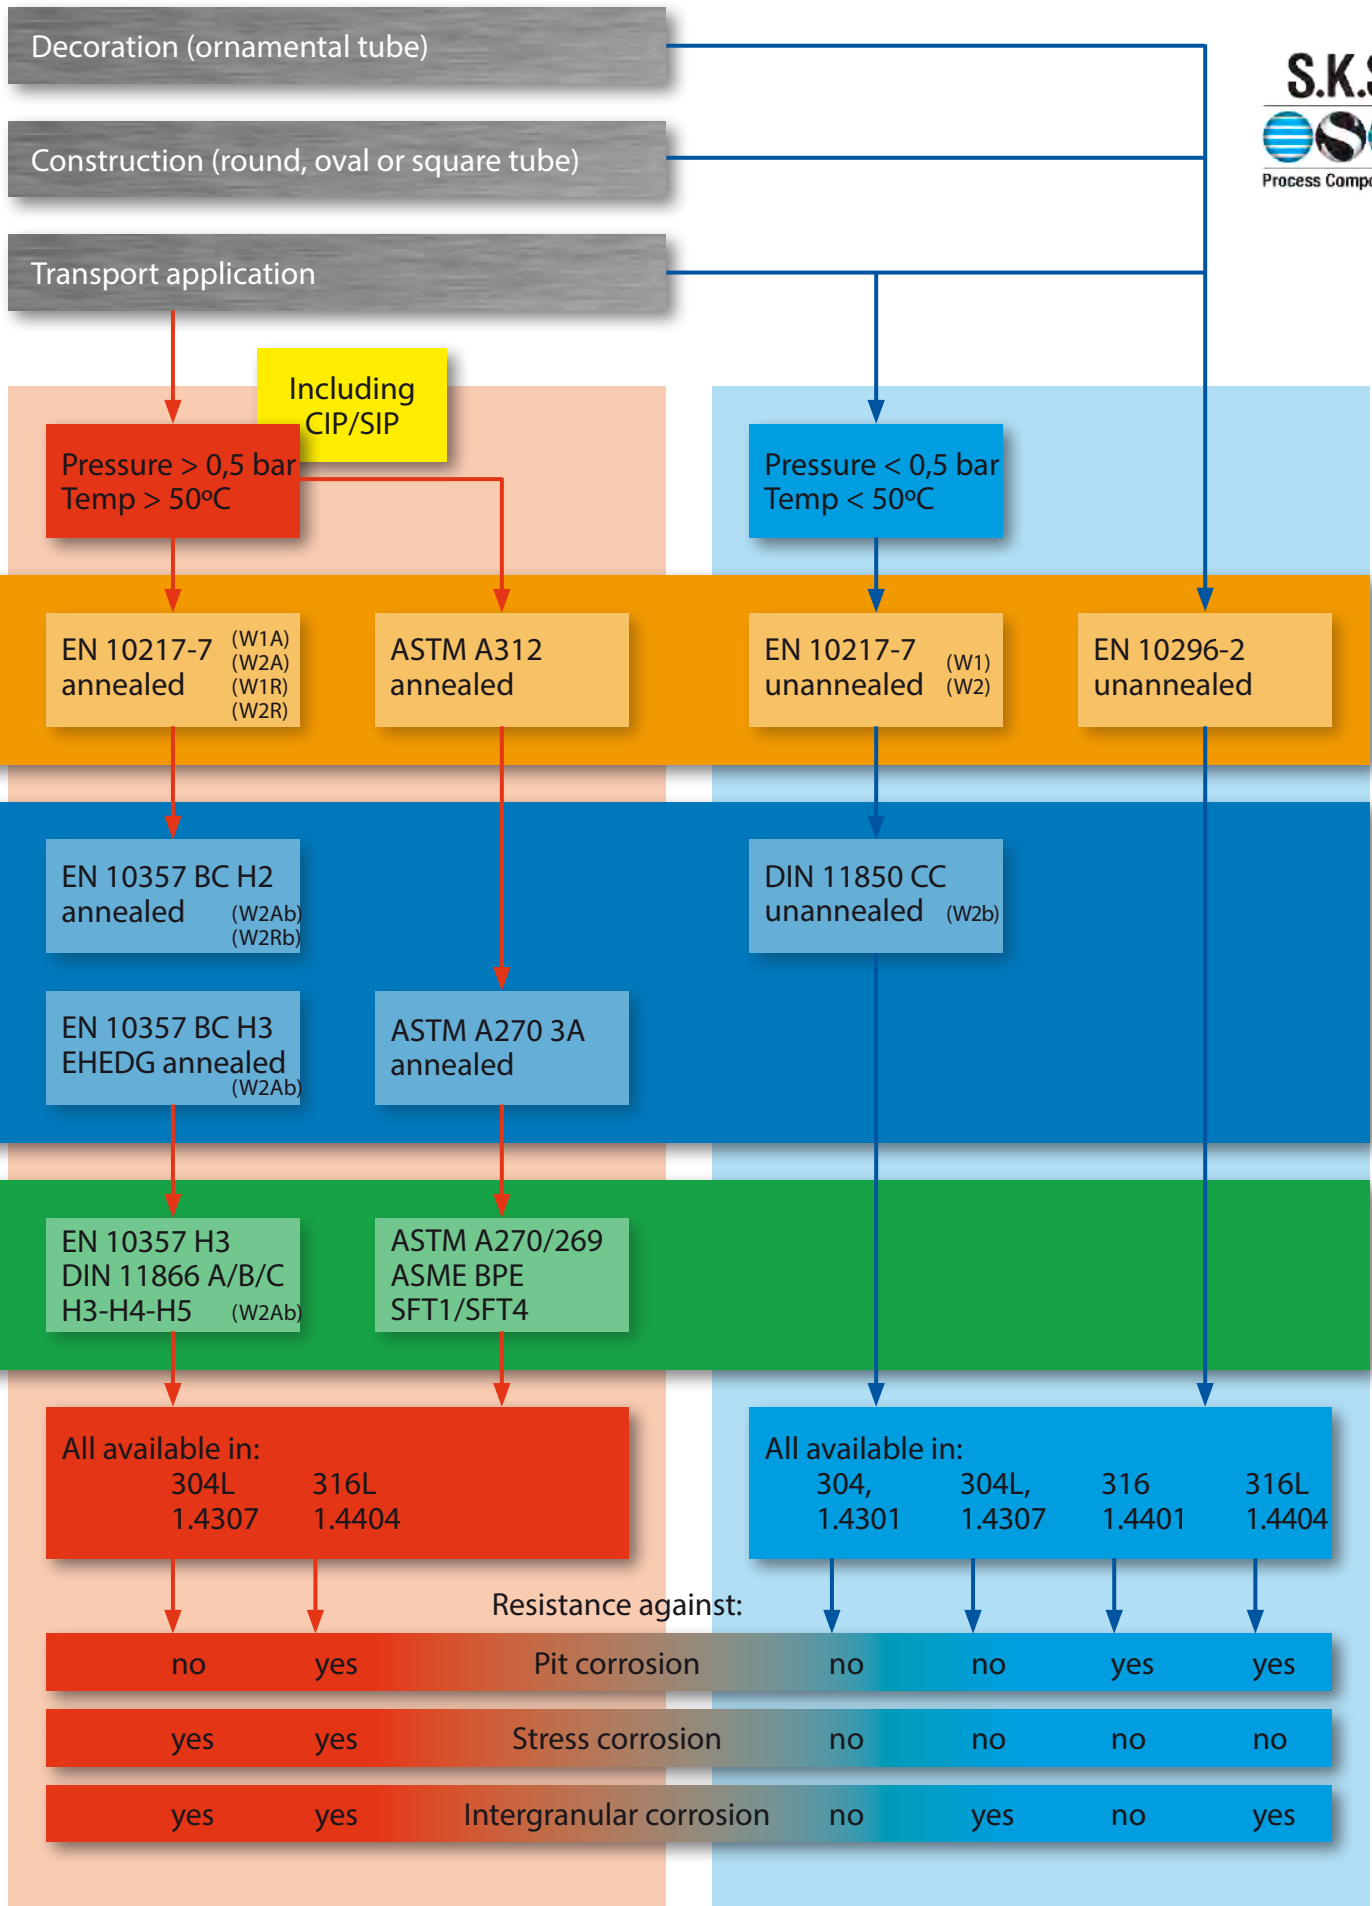 Decoration (ornamental tube)
S.K.S
Construction (round, oval or square tube)
Process Comp
Transport application
Including
CIP/SIP
Pressure > 0,5 bar
Temp > 50ºC
Pressure < 0,5 bar
Temp < 50ºC
EN 10217-7 (W1A)
(W2A)
annealed (W1R)
(W2R)
ASTM A312
annealed
EN 10217-7 (W1)
unannealed (W2)
EN 10296-2
unannealed
EN 10357 BC H2
annealed (W2Ab)
(W2Rb)
DIN 11850 CC
unannealed (W2b)
EN 10357 BC H3
EHEDG annealed
(W2Ab)
ASTM A270 3A
annealed
EN 10357 H3
DIN 11866 A/B/C
H3-H4-H5 (W2Ab)
ASTM A270/269
ASME BPE
SFT1/SFT4
All available in:
304L 316L
1.4307 1.4404
All available in:
304, 304L, 316 316L
1.4301 1.4307 1.4401 1.4404
Resistance against:
no yes Pit corrosion no no yes yes
yes yes Stress corrosion no no no no
yes yes Intergranular corrosion no yes no yes